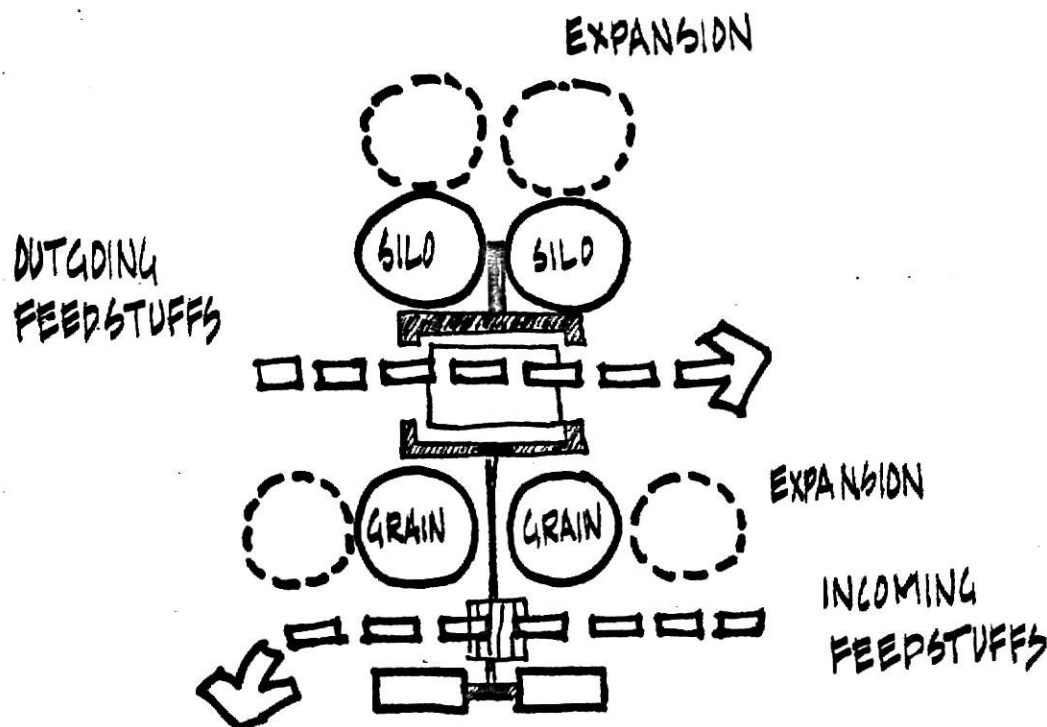 EXPANSION
SILO
SILO
OUTGOING
FEEDSTUFFS
GRAIN
GRAIN
EXPANSION
INCOMING
FEEDSTUFFS